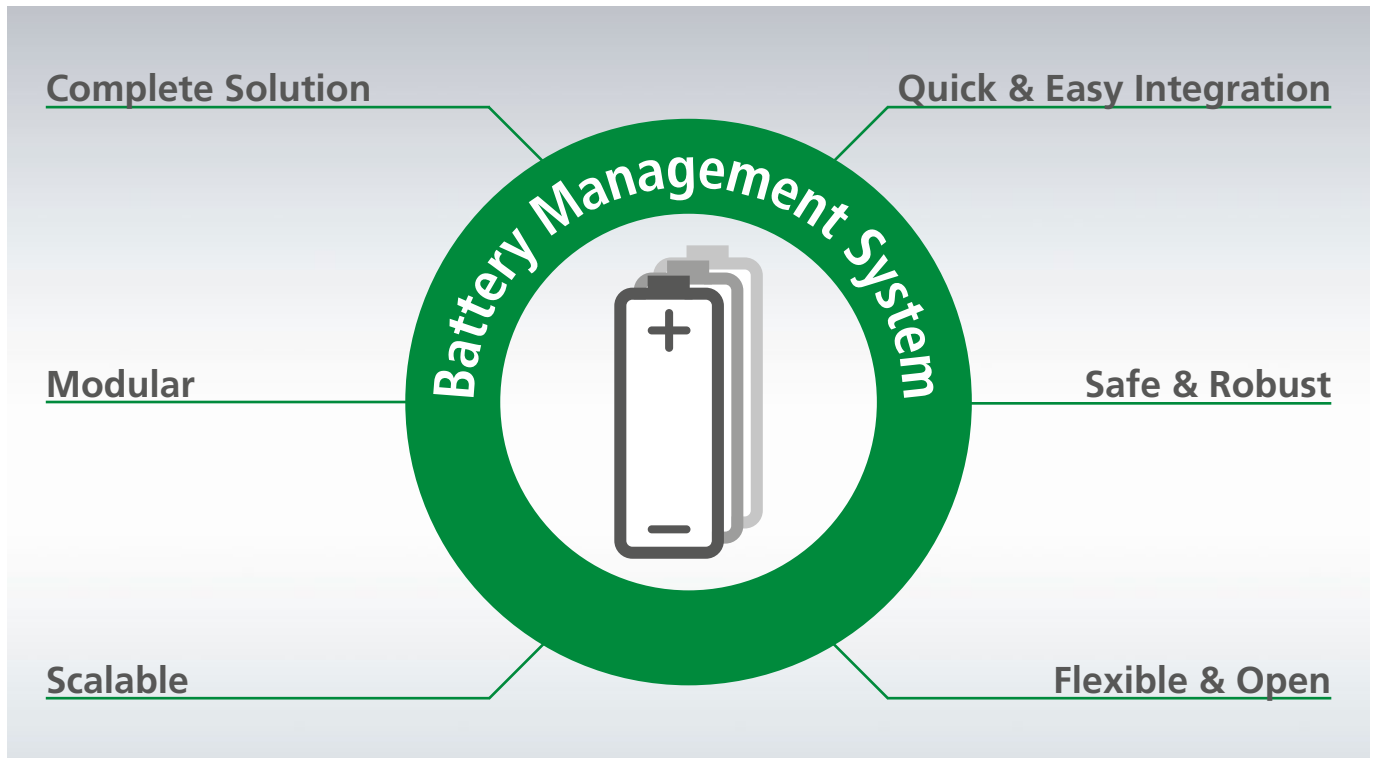 Complete Solution
Quick & Easy Integration
Battery Management System
Modular
Safe & Robust
Scalable
Flexible & Open